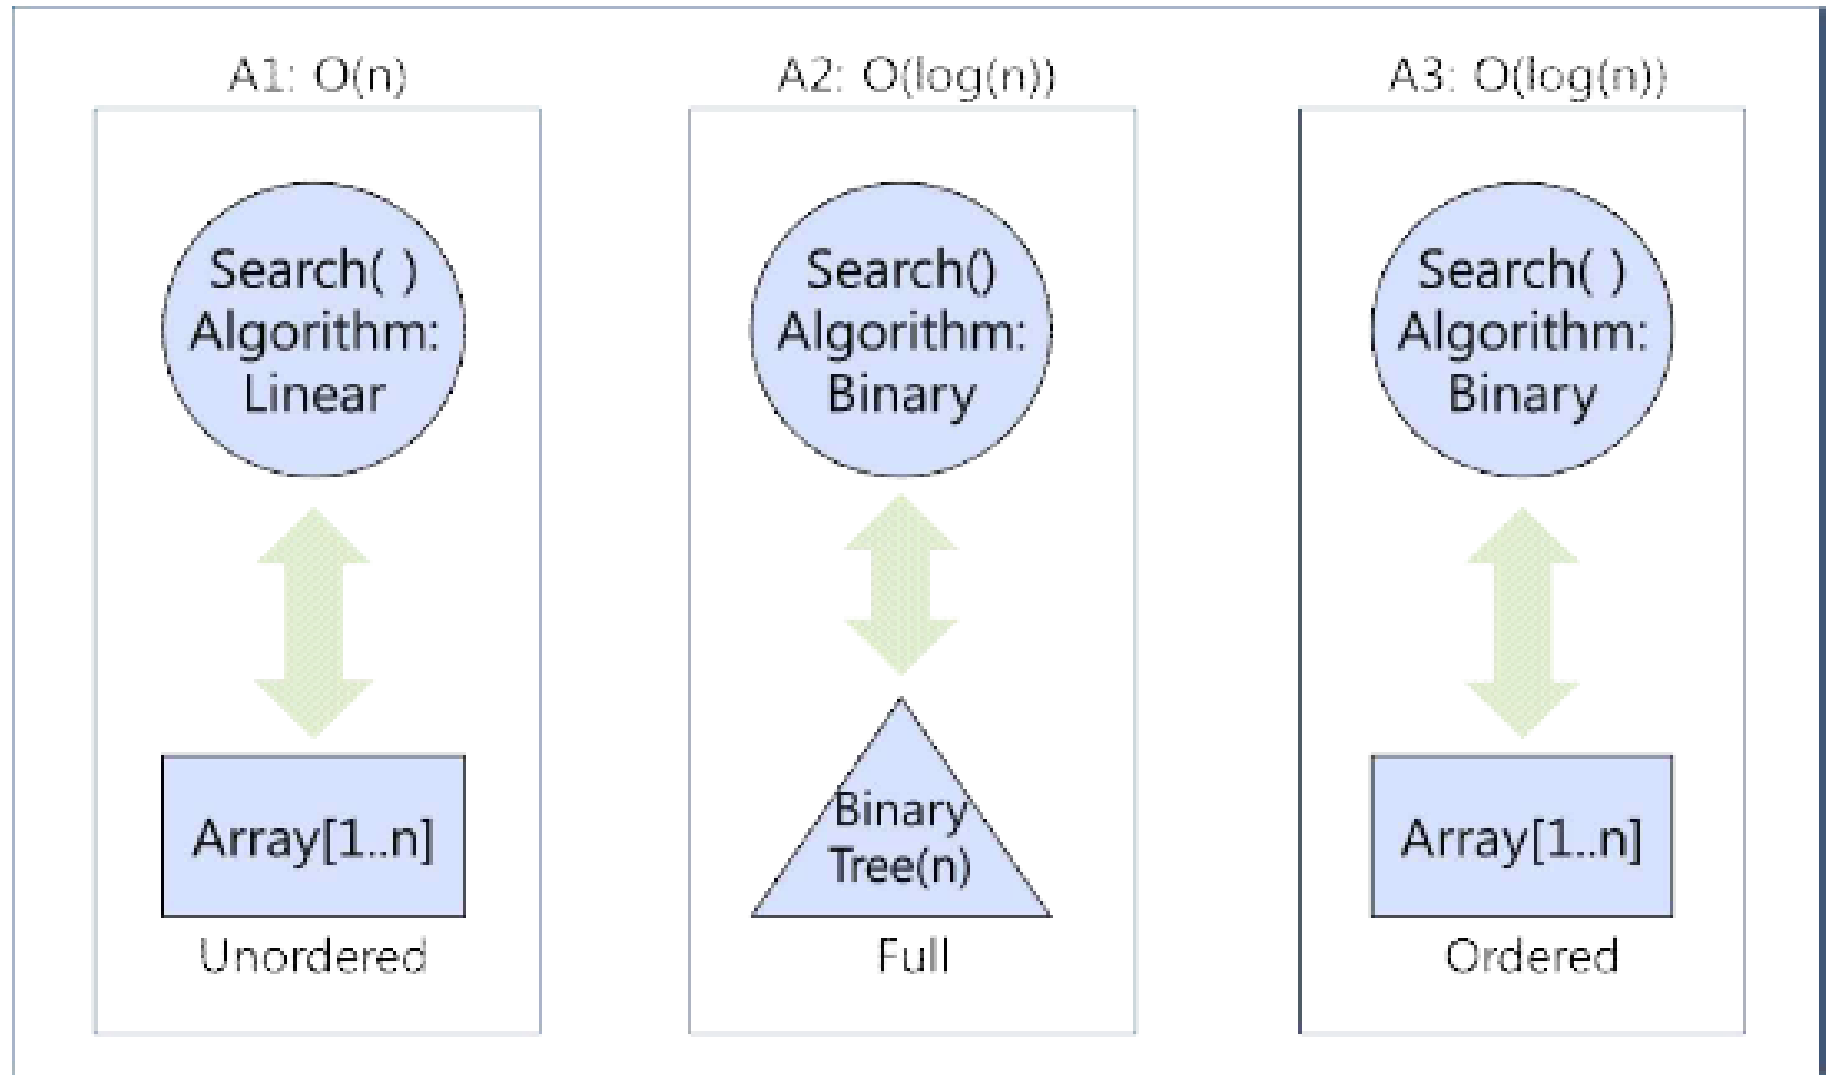 A1: O(n)
Search( )
Algorithm:
Linear
Array[1..n]
Unordered
A2: O(log(n))
Search()
Algorithm:
Binary
Binary
Tree(n)
Full
A3: O(log(n))
Search( )
Algorithm:
Binary
Array[1..n]
Ordered